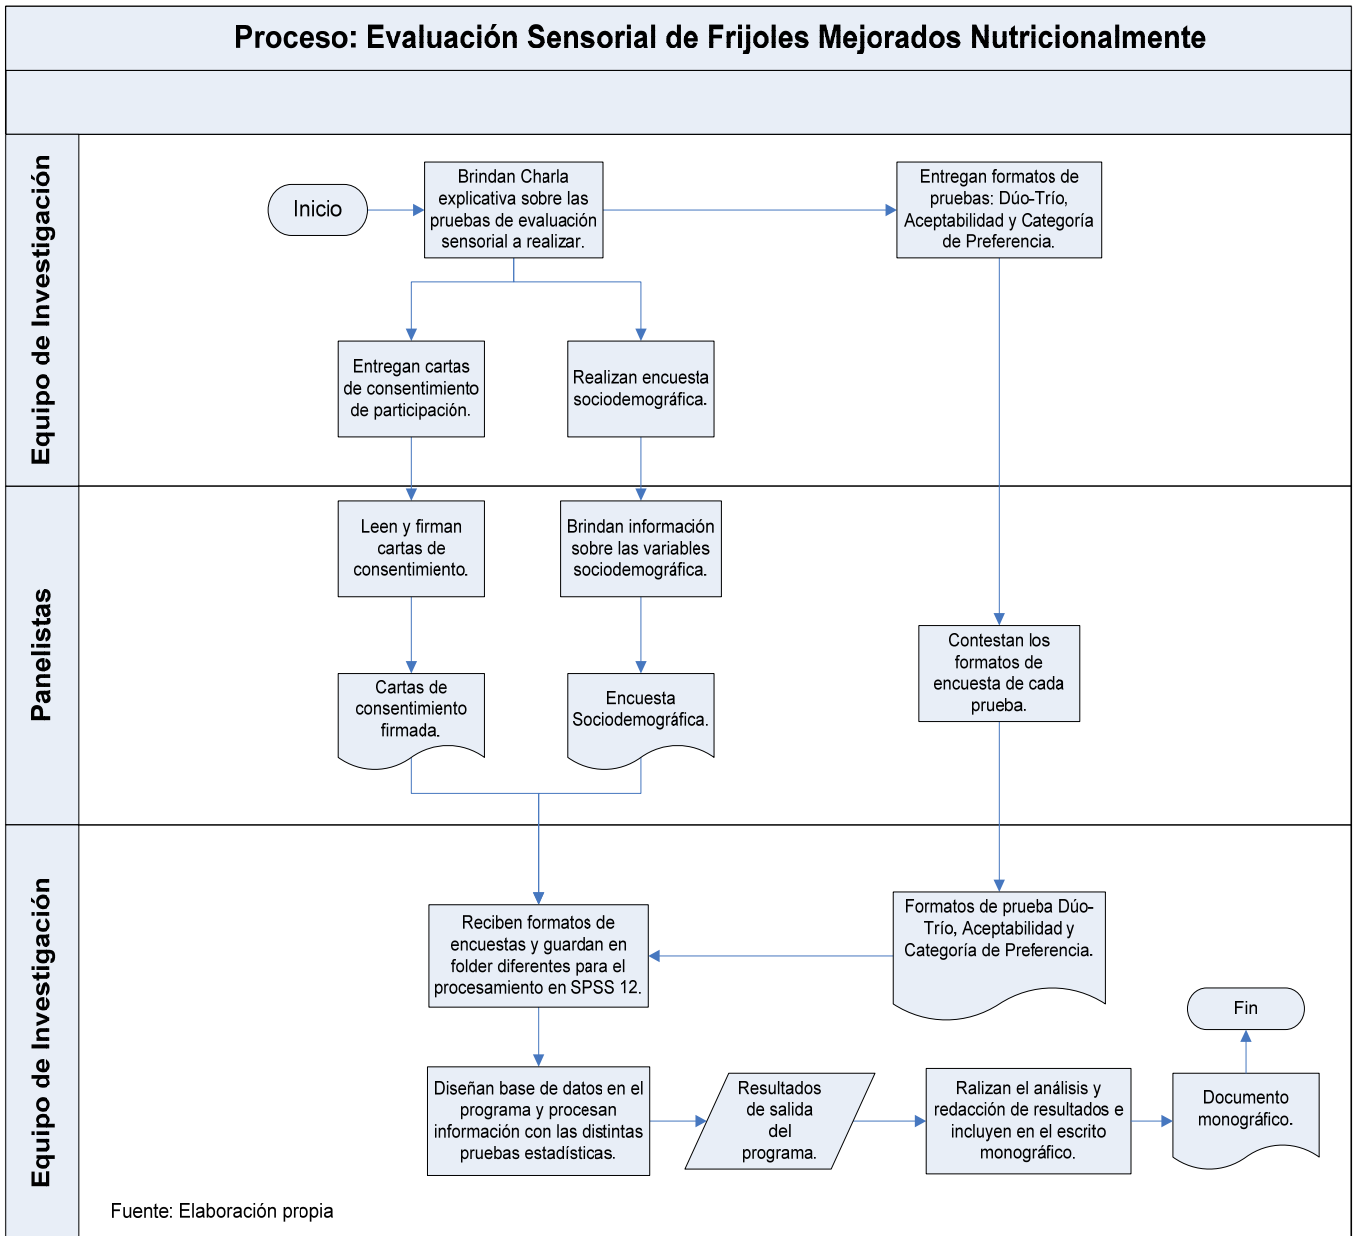 Proceso: Evaluación Sensorial de Frijoles Mejorados Nutricionalmente
Equipo de Investigación
Inicio
Brindan Charla
explicativa sobre las
pruebas de evaluación
sensorial a realizar.
Entregan formatos de
pruebas: Dúo-Trío,
Aceptabilidad y Categoría
de Preferencia.
Entregan cartas
de consentimiento
de participación.
Realizan encuesta
sociodemográfica.
Panelistas
Leen y firman
cartas de
consentimiento.
Brindan información
sobre las variables
sociodemográfica.
Contestan los
formatos de
encuesta de cada
prueba.
Cartas de
consentimiento
firmada.
Encuesta
Sociodemográfica.
Equipo de Investigación
Reciben formatos de
encuestas y guardan en
folder diferentes para el
procesamiento en SPSS 12.
Formatos de prueba Dúo-
Trío, Aceptabilidad y
Categoría de Preferencia.
Diseñan base de datos en el
programa y procesan
información con las distintas
pruebas estadísticas.
Resultados
de salida
del
programa.
Ralizan el análisis y
redacción de resultados e
incluyen en el escrito
monográfico.
Documento
monográfico.
Fin
Fuente: Elaboración propia